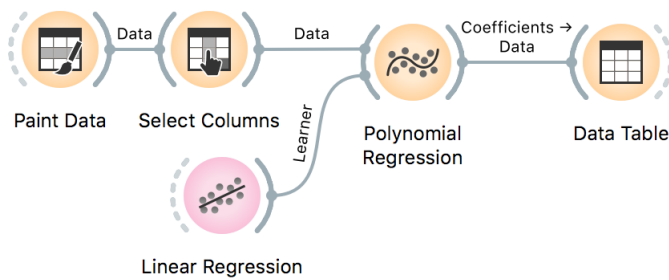 Data
Data
Coefficients →
Data
Paint Data
Select Columns
Learner
Polynomial
Regression
Data Table
Linear Regression